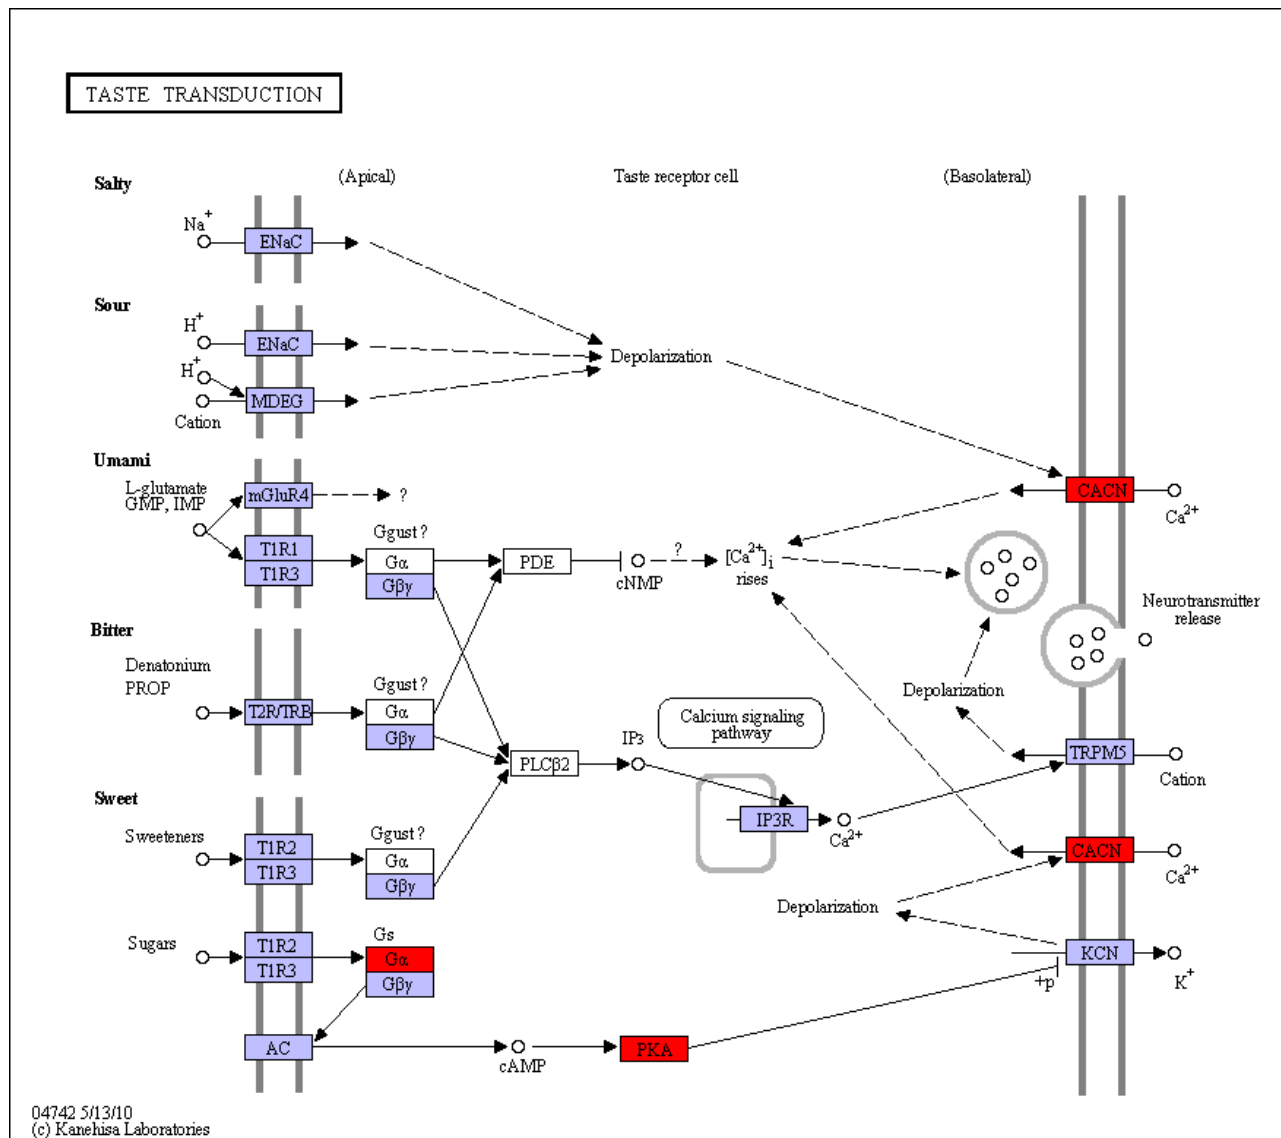 TASTE TRANSDUCTION
(Apical)
Taste receptor cell
(Basolateral)
Salty
Na+
ENaC
Sour
H+
ENaC
Depolarization
H+
MDEG
Cation
Umami
L-glutamate
GMP, IMP
mGluR4
?
CACN
Ca2+
T1R1
T1R3
Ggust ?
Gα
Gβγ
PDE
cNMP
?
[Ca2+]i
rises
Neurotransmitter
release
Bitter
Denatonium
PROP
T2R/TRB
Ggust ?
Gα
Gβγ
Depolarization
Calcium signaling
pathway
PLCβ2
IP3
TRPM5
Cation
Sweet
Sweeteners
T1R2
T1R3
Ggust ?
Gα
Gβγ
IP3R
Ca2+
CACN
Ca2+
Depolarization
Sugars
T1R2
T1R3
Gs
Gα
Gβγ
KCN
+p
K+
AC
cAMP
PKA
04742 5/13/10
(c) Kanehisa Laboratories